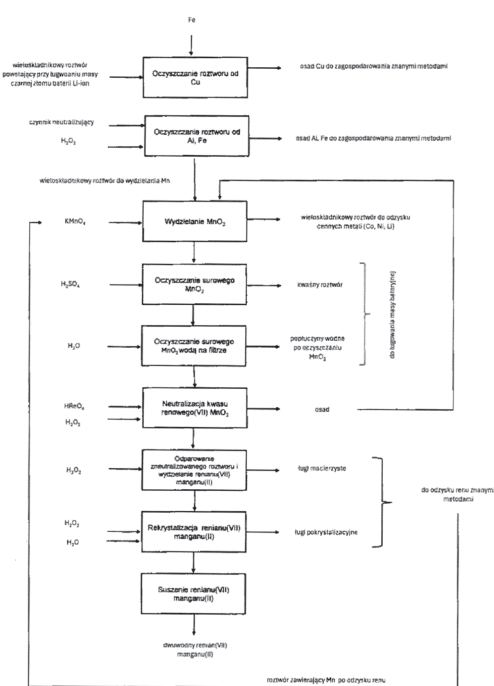 Fe
wieloskładnikowy roztwór
powstający przy ługowaniu masy
czarnej złomu baterii Li-ion
Oczyszczanie roztworu od
Cu
osad Cu do zagospodarowania znanymi metodami
czynnik neutralizujący
H₂O₂
Oczyszczanie roztworu od
Al, Fe
osad Al, Fe do zagospodarowania znanymi metodami
wieloskładnikowy roztwór do wydzielania Mn
KMnO₄
Wydzielanie MnO₂
wieloskładnikowy roztwór do odzysku
cennych metali (Co, Ni, Li)
H₂SO₄
Oczyszczanie surowego
MnO₂
kwaśny roztwór
H₂O
Oczyszczanie surowego
MnO₂ wodą na filtrze
popłuczyny wodne
po oczyszczaniu
MnO₂
do ługowania masy bateryjnej
HReO₄
H₂O₂
Neutralizacja kwasu
renowego(VII) MnO₂
osad
H₂O₂
Odparowanie
zneutralizowanego roztworu i
wydzielanie renianu(VII)
manganu(II)
ługi macierzyste
do odzysku renu znanymi
metodami
H₂O₂
H₂O
Rekrystalizacja renianu(VII)
manganu(II)
ługi pokrystalizacyjne
Suszenie renianu(VII)
manganu(II)
dwuwodny renian(VII)
manganu(II)
roztwór zawierający Mn po odzysku renu